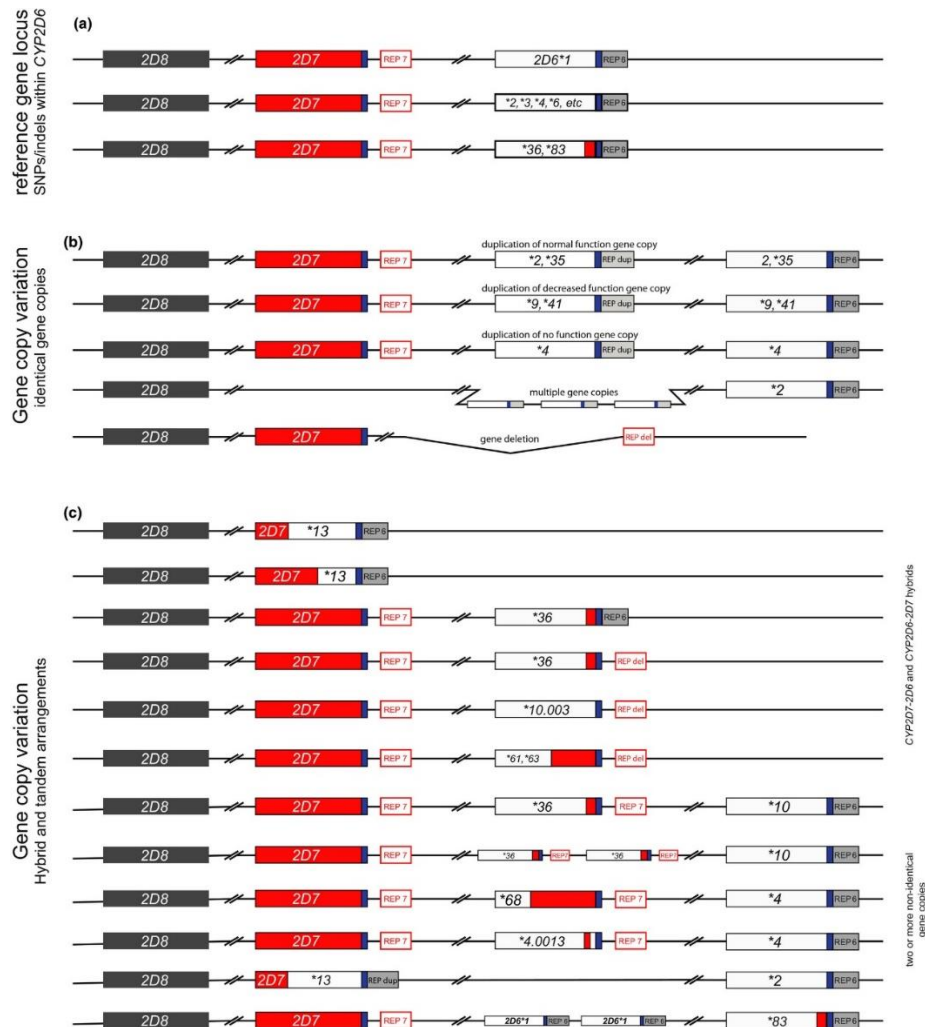 (a)
reference gene locus
SNPs/indels within CYP2D6
2D8 2D7 REP 7 2D6*1 REP 6
2D8 2D7 REP 7 *2,*3,*4,*6, etc REP 6
2D8 2D7 REP 7 *36,*83 REP 6
(b)
Gene copy variation
identical gene copies
duplication of normal function gene copy
2D8 2D7 REP 7 *2,*35 REP dup 2,*35 REP 6
duplication of decreased function gene copy
2D8 2D7 REP 7 *9,*41 REP dup *9,*41 REP 6
duplication of no function gene copy
2D8 2D7 REP 7 *4 REP dup *4 REP 6
2D8 multiple gene copies *2 REP 6
2D8 2D7 gene deletion REP del
(c)
Gene copy variation
Hybrid and tandem arrangements
2D8 2D7 *13 REP 6
2D8 2D7 *13 REP 6
2D8 2D7 REP 7 *36 REP 6
2D8 2D7 REP 7 *36 REP del
2D8 2D7 REP 7 *10.003 REP del
2D8 2D7 REP 7 *61,*63 REP del
2D8 2D7 REP 7 *36 REP 7 *10 REP 6
2D8 2D7 REP 7 *36 REP7 *36 REP7 *10 REP 6
2D8 2D7 REP 7 *68 REP 7 *4 REP 6
2D8 2D7 REP 7 *4.0013 REP 7 *4 REP 6
2D8 2D7 *13 REP dup *2 REP 6
2D8 2D7 REP 7 2D6*1 REP 6 2D6*1 REP 6 *83 REP 6
CYP2D7-2D6 and CYP2D6-2D7 hybrids
two or more non-identical
gene copies